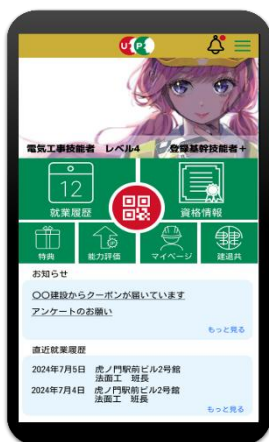 UP
電気工事技能者 レベル4 登録基幹技能者+
12
就業履歴
資格情報
特典
能力評価
マイページ
建退共
お知らせ
〇〇建設からクーポンが届いています
アンケートのお願い
もっと見る
直近就業履歴
2024年7月5日 虎ノ門駅前ビル2号館
法面工 班長
2024年7月4日 虎ノ門駅前ビル2号館
法面工 班長
もっと見る